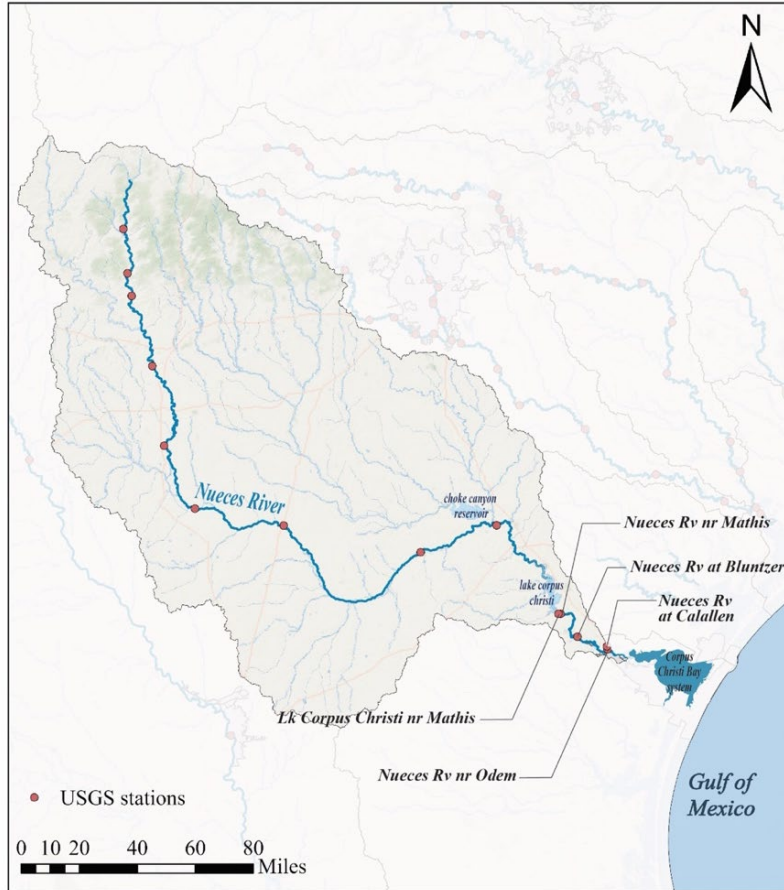 N
Nueces River
choke canyon
reservoir
Nueces Rv nr Mathis
Nueces Rv at Bluntzer
lake corpus
christi
Nueces Rv
at Calallen
Corpus
Christi Bay
system
Lk Corpus Christi nr Mathis
Nueces Rv nr Odem
Gulf of
Mexico
USGS stations
0 10 20 40 60 80
Miles